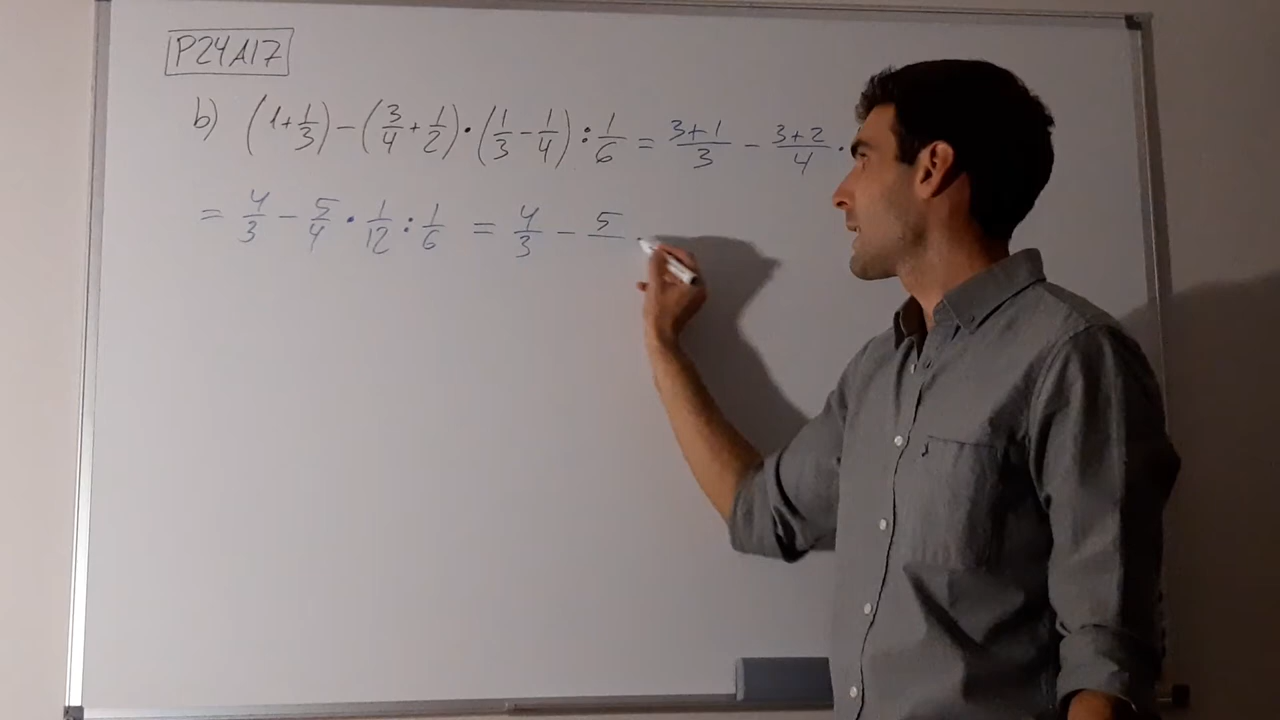 P24A17
b) (1+1/3)-(3/4+1/2)·(1/3-1/4):1/6=(3+1)/3-(3+2)/4·
=4/3-5/4·1/12:1/6=4/3-5/